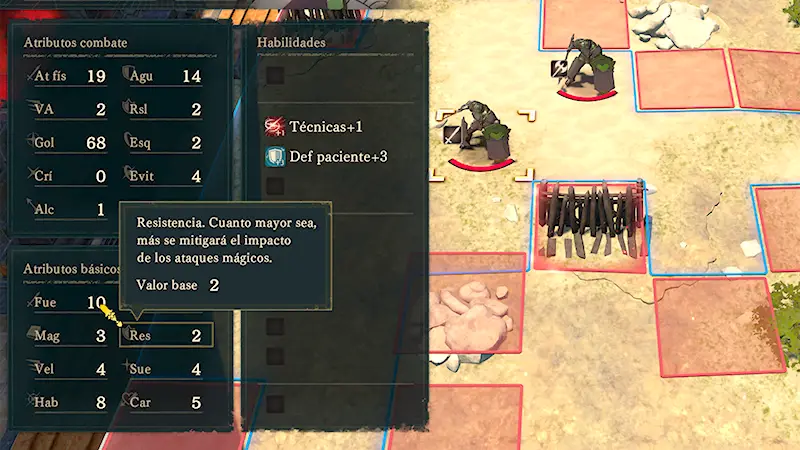 Atributos combate
At fís 19 Agu 14
VA 2 Rsl 2
Gol 68 Esq 2
Crí 0 Evit 4
Alc 1
Atributos básicos
Fue 10
Mag 3 Res 2
Vel 4 Sue 4
Hab 8 Car 5
Resistencia. Cuanto mayor sea,
más se mitigará el impacto
de los ataques mágicos.
Valor base 2
Habilidades
+1 Técnicas+1
Def paciente+3